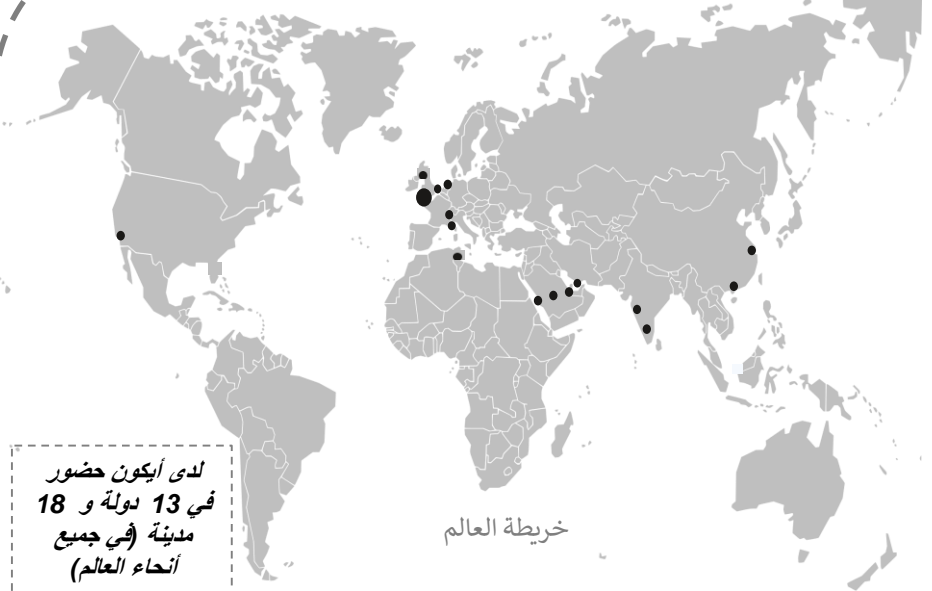 خريطة العالم
لدى أيكون حضور
في 13 دولة و 18
مدينة (في جميع
أنحاء العالم)